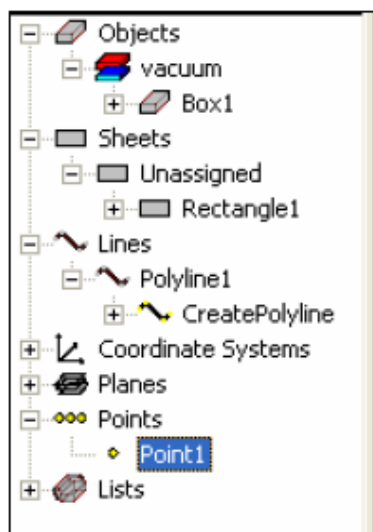 Objects
vacuum
Box1
Sheets
Unassigned
Rectangle1
Lines
Polyline1
CreatePolyline
Coordinate Systems
Planes
Points
Point1
Lists